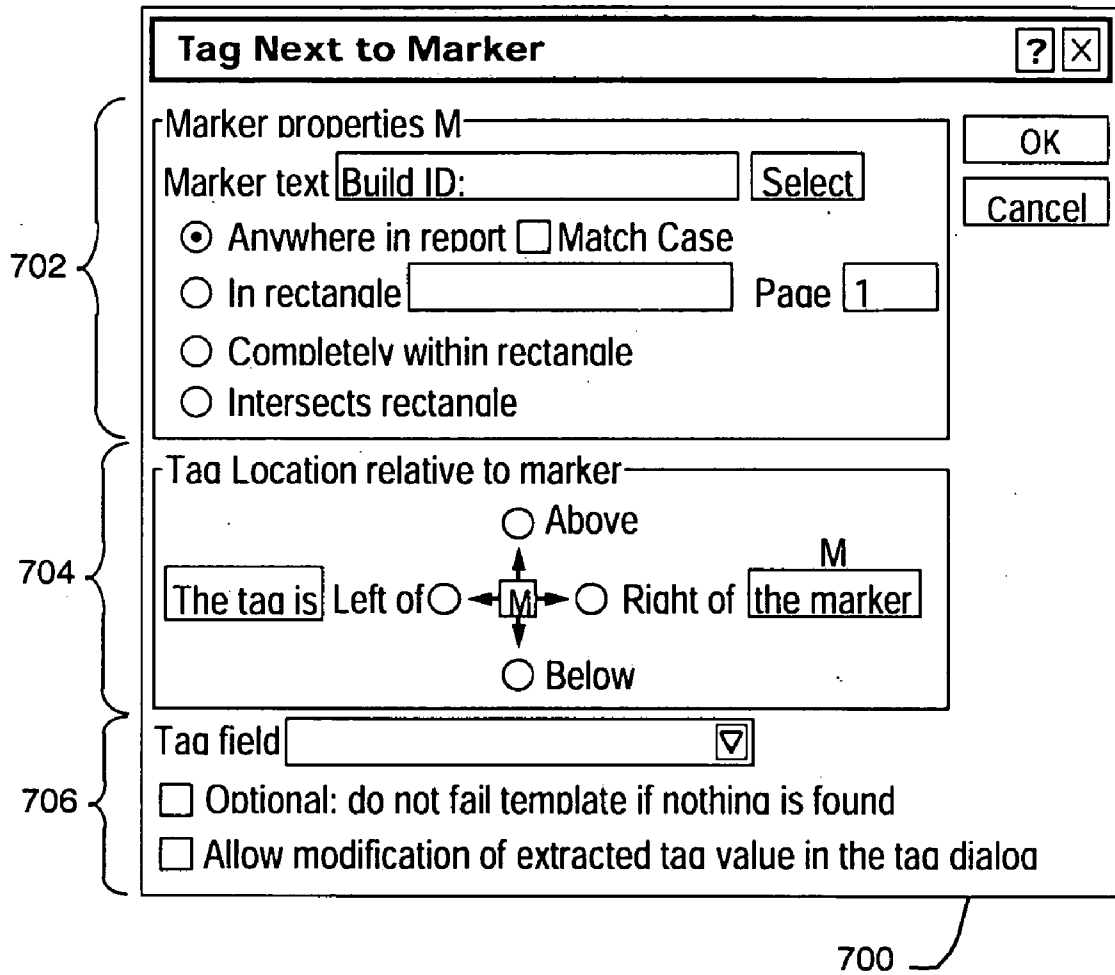 Tag Next to Marker ? X
Marker properties M
OK
Marker text Build ID: Select
Cancel
Anywhere in report Match Case
702
In rectangle Page 1
Completely within rectangle
Intersects rectangle
Tag Location relative to marker
Above
M
704
The tag is Left of M Right of the marker
Below
Tag field
706
Optional: do not fail template if nothing is found
Allow modification of extracted tag value in the tag dialog
700